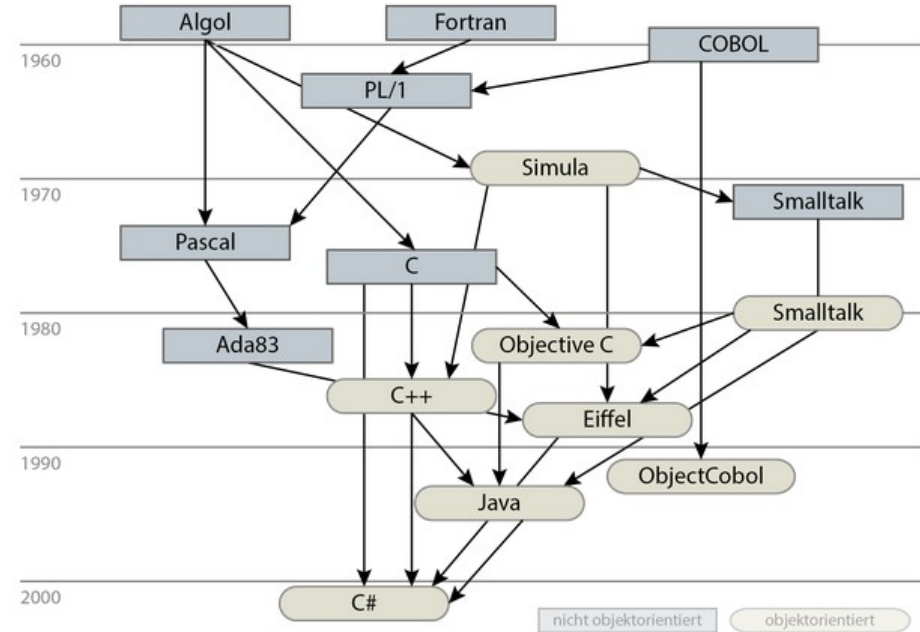 Algol
Fortran
COBOL
1960
PL/1
Simula
1970
Smalltalk
Pascal
C
1980
Smalltalk
Ada83
Objective C
C++
Eiffel
1990
ObjectCobol
Java
2000
C#
nicht objektorientiert
objektorientiert